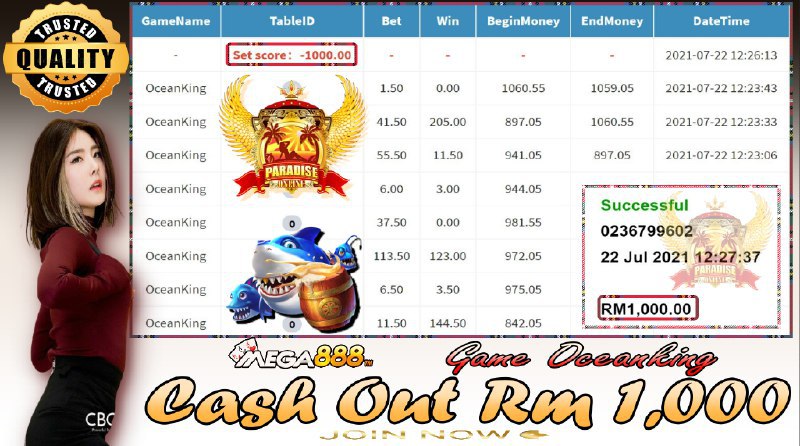 TRUSTED
QUALITY
TRUSTED
GameName TableID Bet Win BeginMoney EndMoney DateTime
- Set score: -1000.00 - - - - 2021-07-22 12:26:13
OceanKing 1.50 0.00 1060.55 1059.05 2021-07-22 12:23:43
OceanKing 41.50 205.00 897.05 1060.55 2021-07-22 12:23:33
OceanKing 55.50 11.50 941.05 897.05 2021-07-22 12:23:06
OceanKing 6.00 3.00 944.05
OceanKing 0 37.50 0.00 981.55
OceanKing 113.50 123.00 972.05
OceanKing 6.50 3.50 975.05
OceanKing 0 11.50 144.50 842.05
PARADISE
ONLINE
Successful
0236799602
22 Jul 2021 12:27:37
PARADISE
RM1,000.00
MEGA888 TM
Game Oceanking
Cash Out Rm 1,000
JOIN NOW
CBC